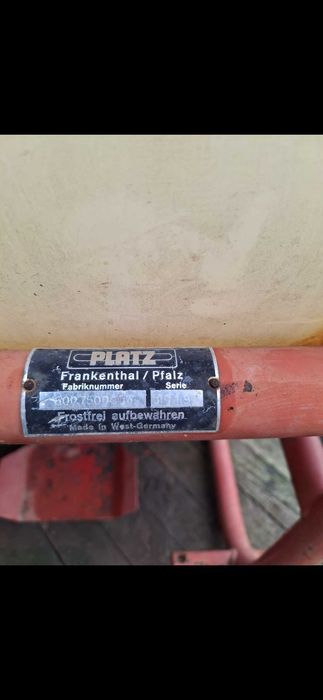 PLATZ
Frankenthal / Pfalz
Fabriknummer Serie
Frostfrei aufbewahren
Made in West-Germany